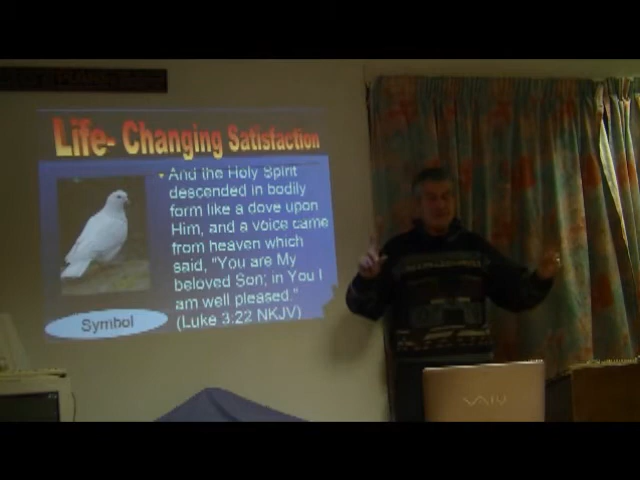 Life- Changing Satisfaction
And the Holy Spirit
descended in bodily
form like a dove upon
Him, and a voice came
from heaven which
said, "You are My
beloved Son; in You I
am well pleased."
(Luke 3:22 NKJV)
Symbol
VAIO